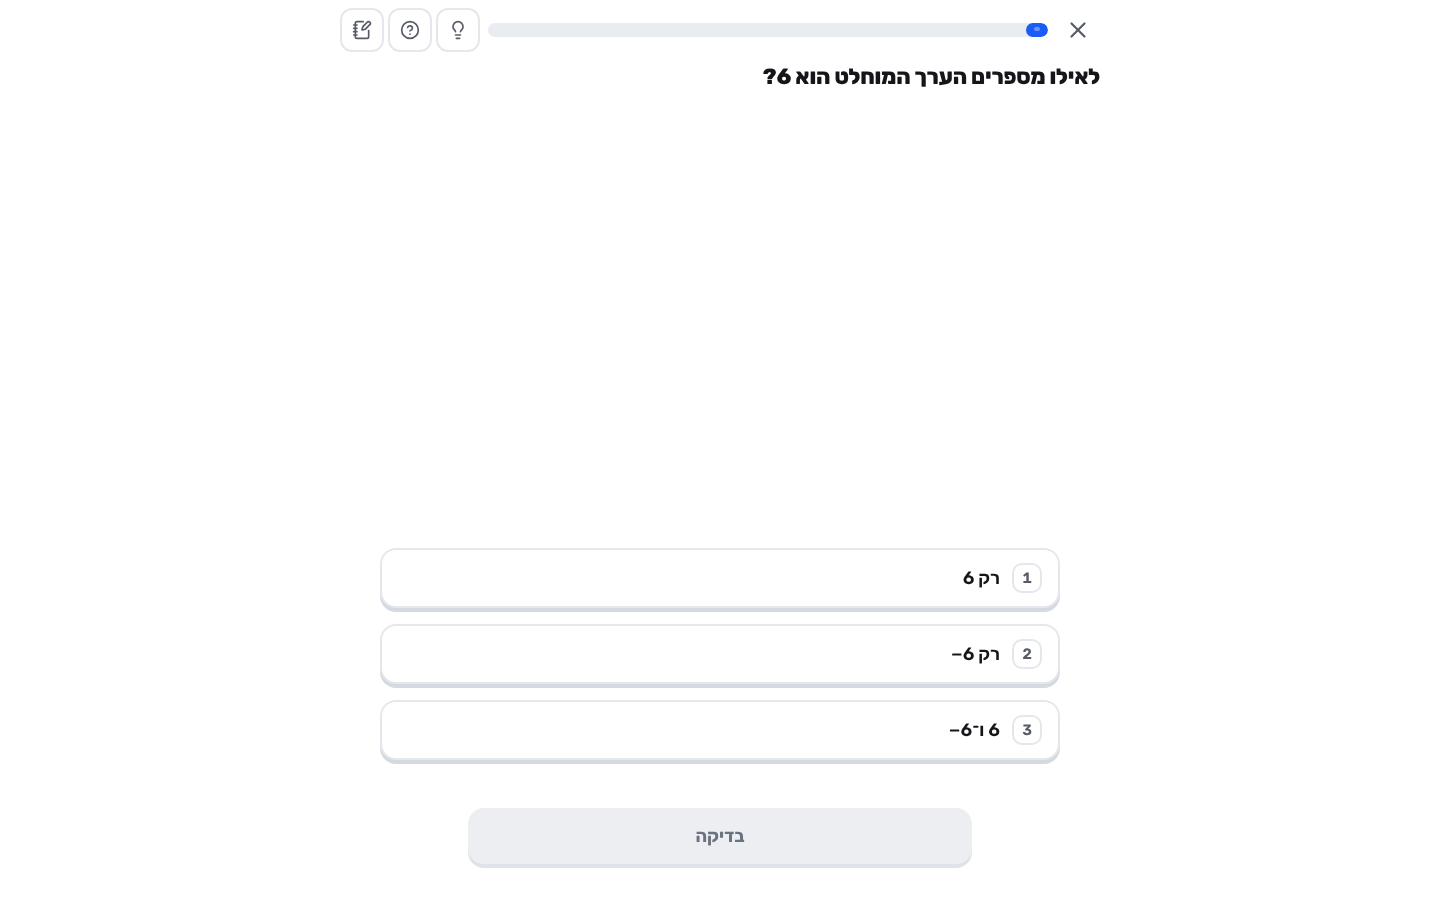 לאילו מספרים הערך המוחלט הוא 6?
1 רק 6
2 רק 6−
3 6 ו־6−
בדיקה